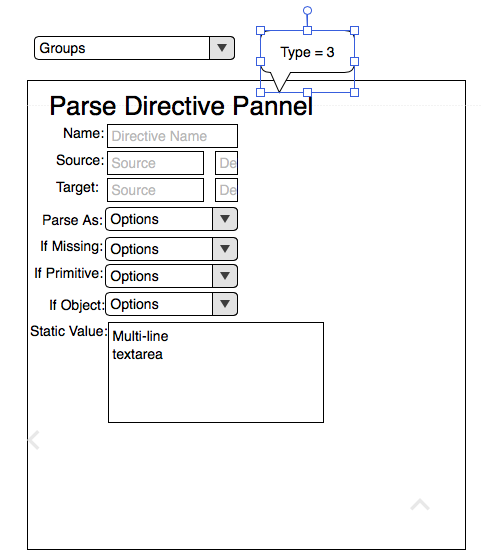 Groups
Type = 3
Parse Directive Pannel
Name: Directive Name
Source: Source De
Target: Source De
Parse As: Options
If Missing: Options
If Primitive: Options
If Object: Options
Static Value: Multi-line
textarea